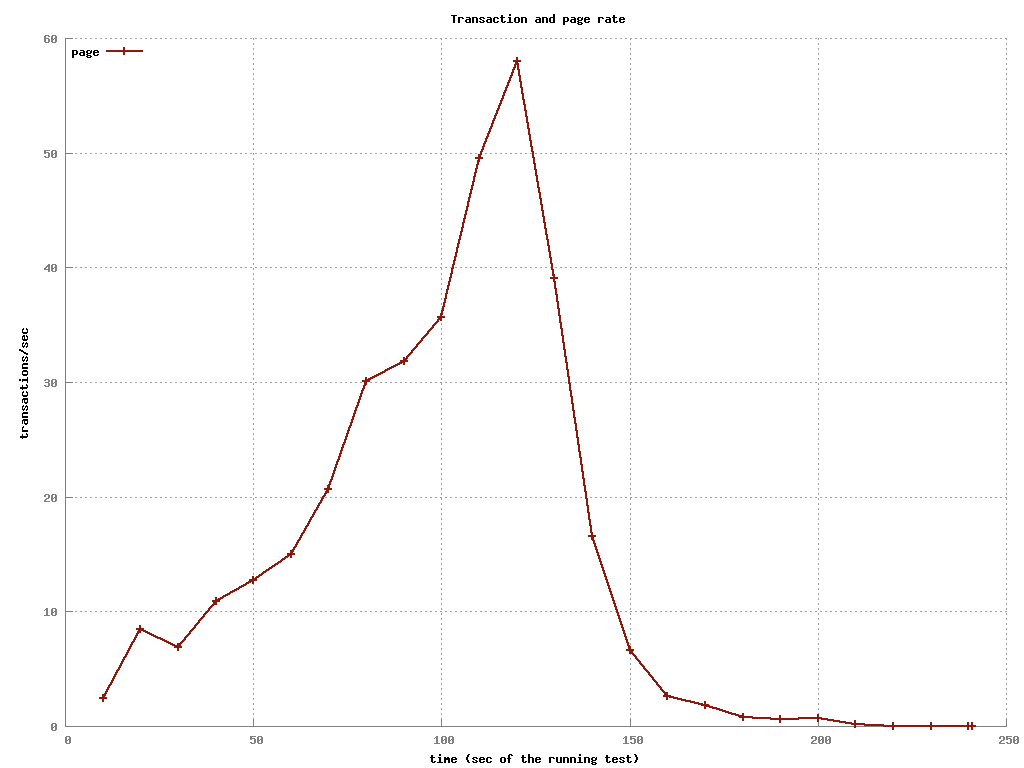 Transaction and page rate
60
page
50
40
30
20
10
0
0 50 100 150 200 250
transactions/sec
time (sec of the running test)